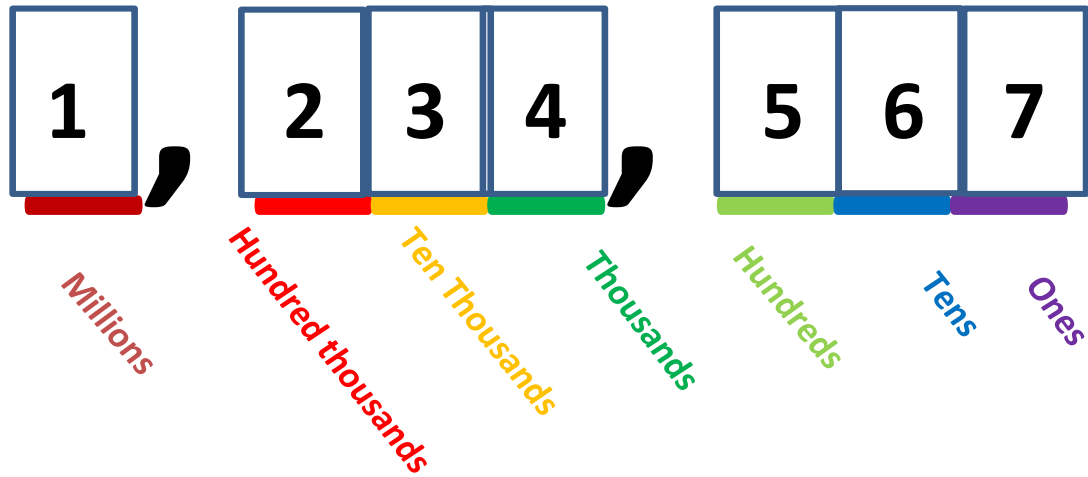 1, 234, 567
Millions
Hundred thousands
Ten Thousands
Thousands
Hundreds
Tens
Ones